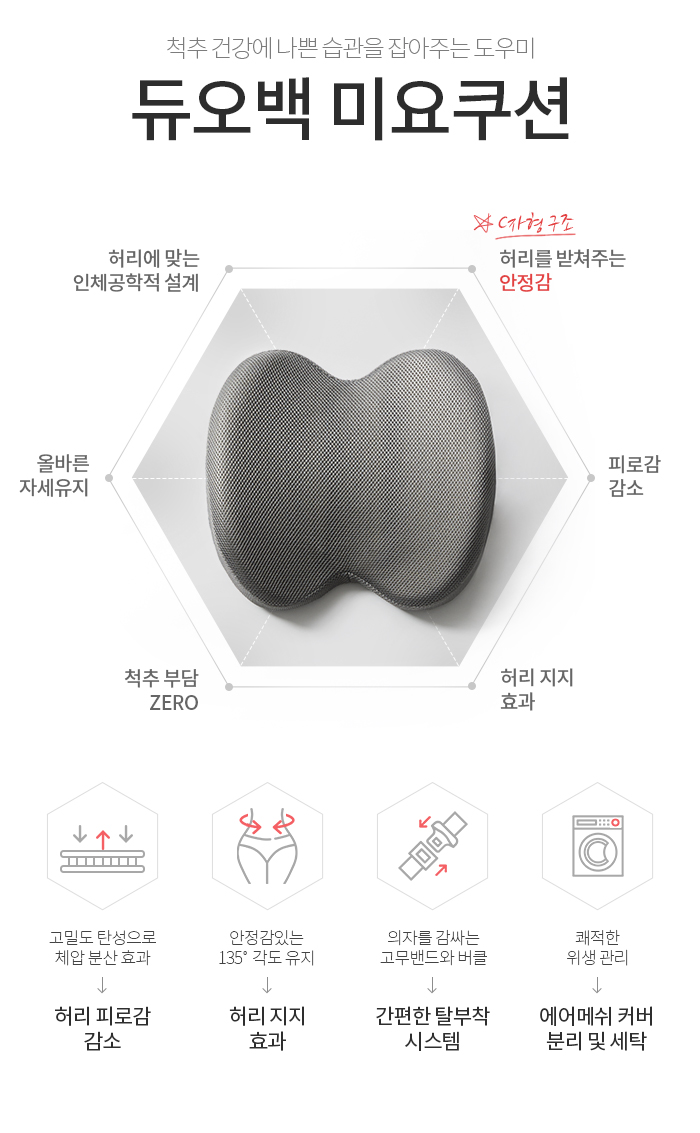 척추 건강에 나쁜 습관을 잡아주는 도우미
듀오백 미요쿠션
C자형 구조
허리에 맞는
인체공학적 설계
허리를 받쳐주는
안정감
올바른
자세유지
피로감
감소
척추 부담
ZERO
허리 지지
효과
고밀도 탄성으로
체압 분산 효과
허리 피로감
감소
안정감있는
135° 각도 유지
허리 지지
효과
의자를 감싸는
고무밴드와 버클
간편한 탈부착
시스템
쾌적한
위생 관리
에어메쉬 커버
분리 및 세탁